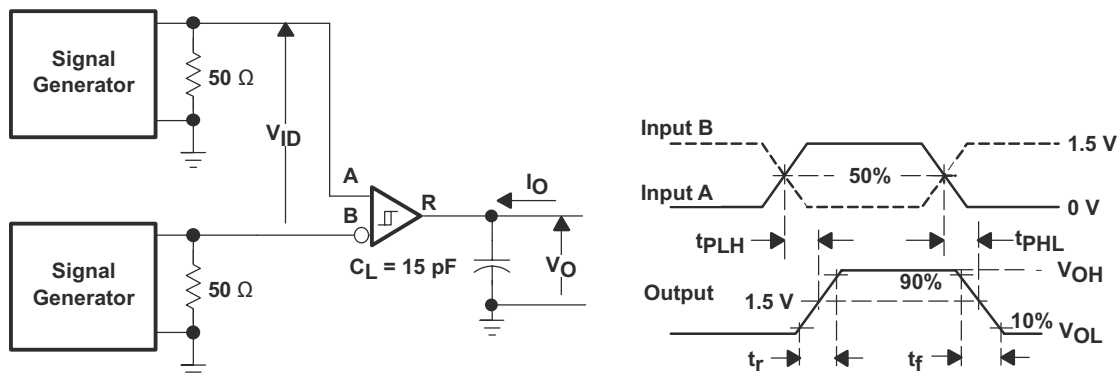 Signal
Generator
50 Ω
VID
A
B
R
IO
CL = 15 pF
VO
Signal
Generator
50 Ω
Input B
1.5 V
50%
Input A
0 V
tPLH
tPHL
VOH
90%
Output
1.5 V
10%
VOL
tr
tf